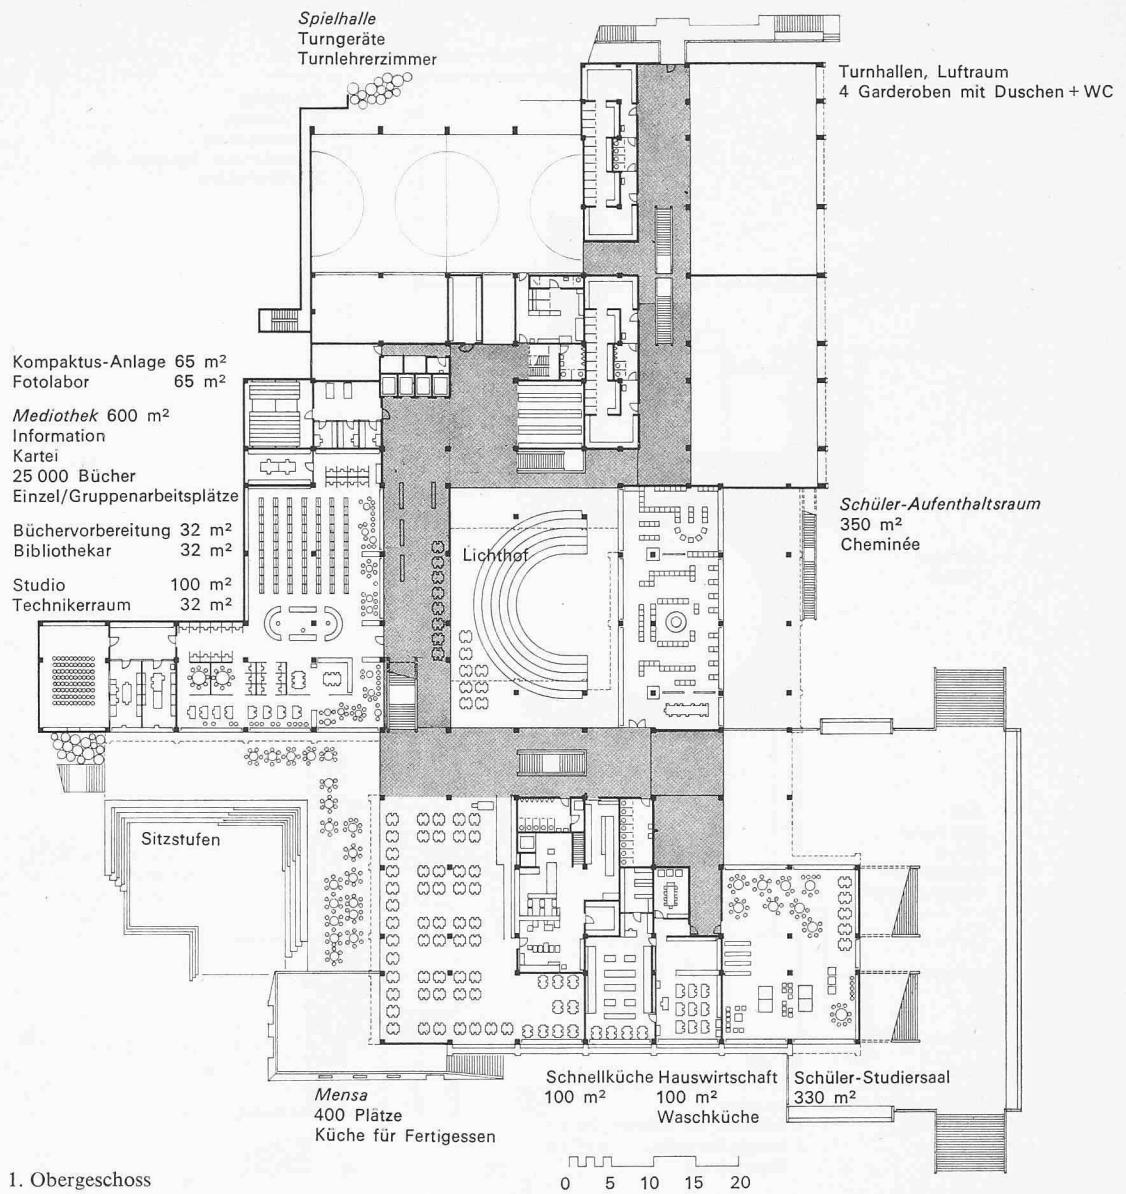 Spielhalle
Turngeräte
Turnlehrerzimmer
Turnhallen, Luftraum
4 Garderoben mit Duschen + WC
Kompaktus-Anlage 65 m²
Fotolabor 65 m²
Mediothek 600 m²
Information
Kartei
25 000 Bücher
Einzel/Gruppenarbeitsplätze
Büchervorbereitung 32 m²
Bibliothekar 32 m²
Studio 100 m²
Technikerraum 32 m²
Schüler-Aufenthaltsraum
350 m²
Cheminée
Lichthof
Sitzstufen
Mensa
400 Plätze
Küche für Fertigessen
Schnellküche
100 m²
Hauswirtschaft
100 m²
Waschküche
Schüler-Studiersaal
330 m²
0 5 10 15 20
1. Obergeschoss